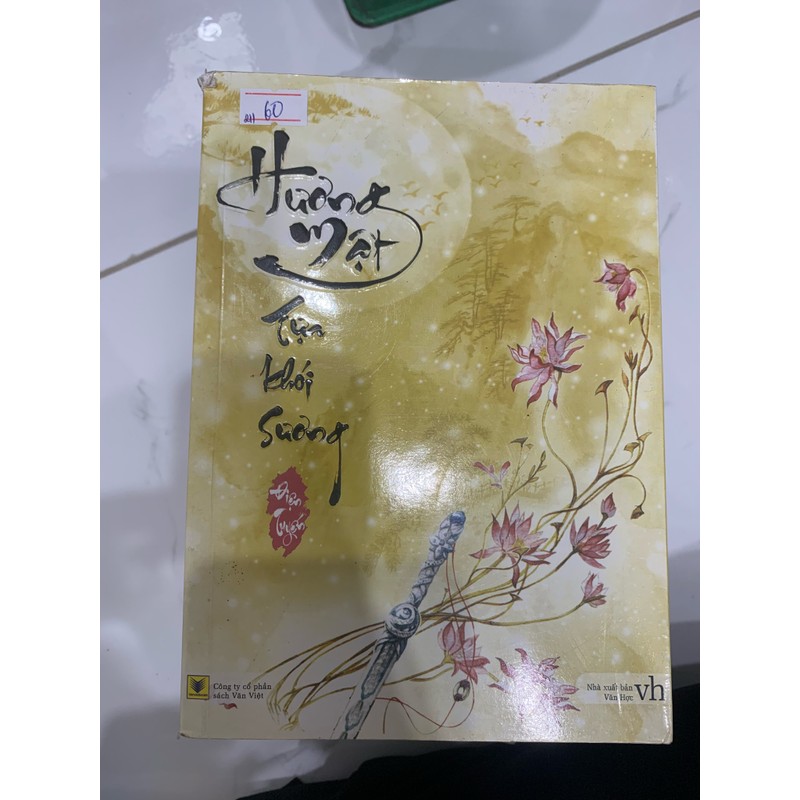 60
Hương
Mật
Tựa
khói
Sương
Điện
Tuyến
Công ty cổ phần
sách Văn Việt
Nhà xuất bản
Văn Học
vh